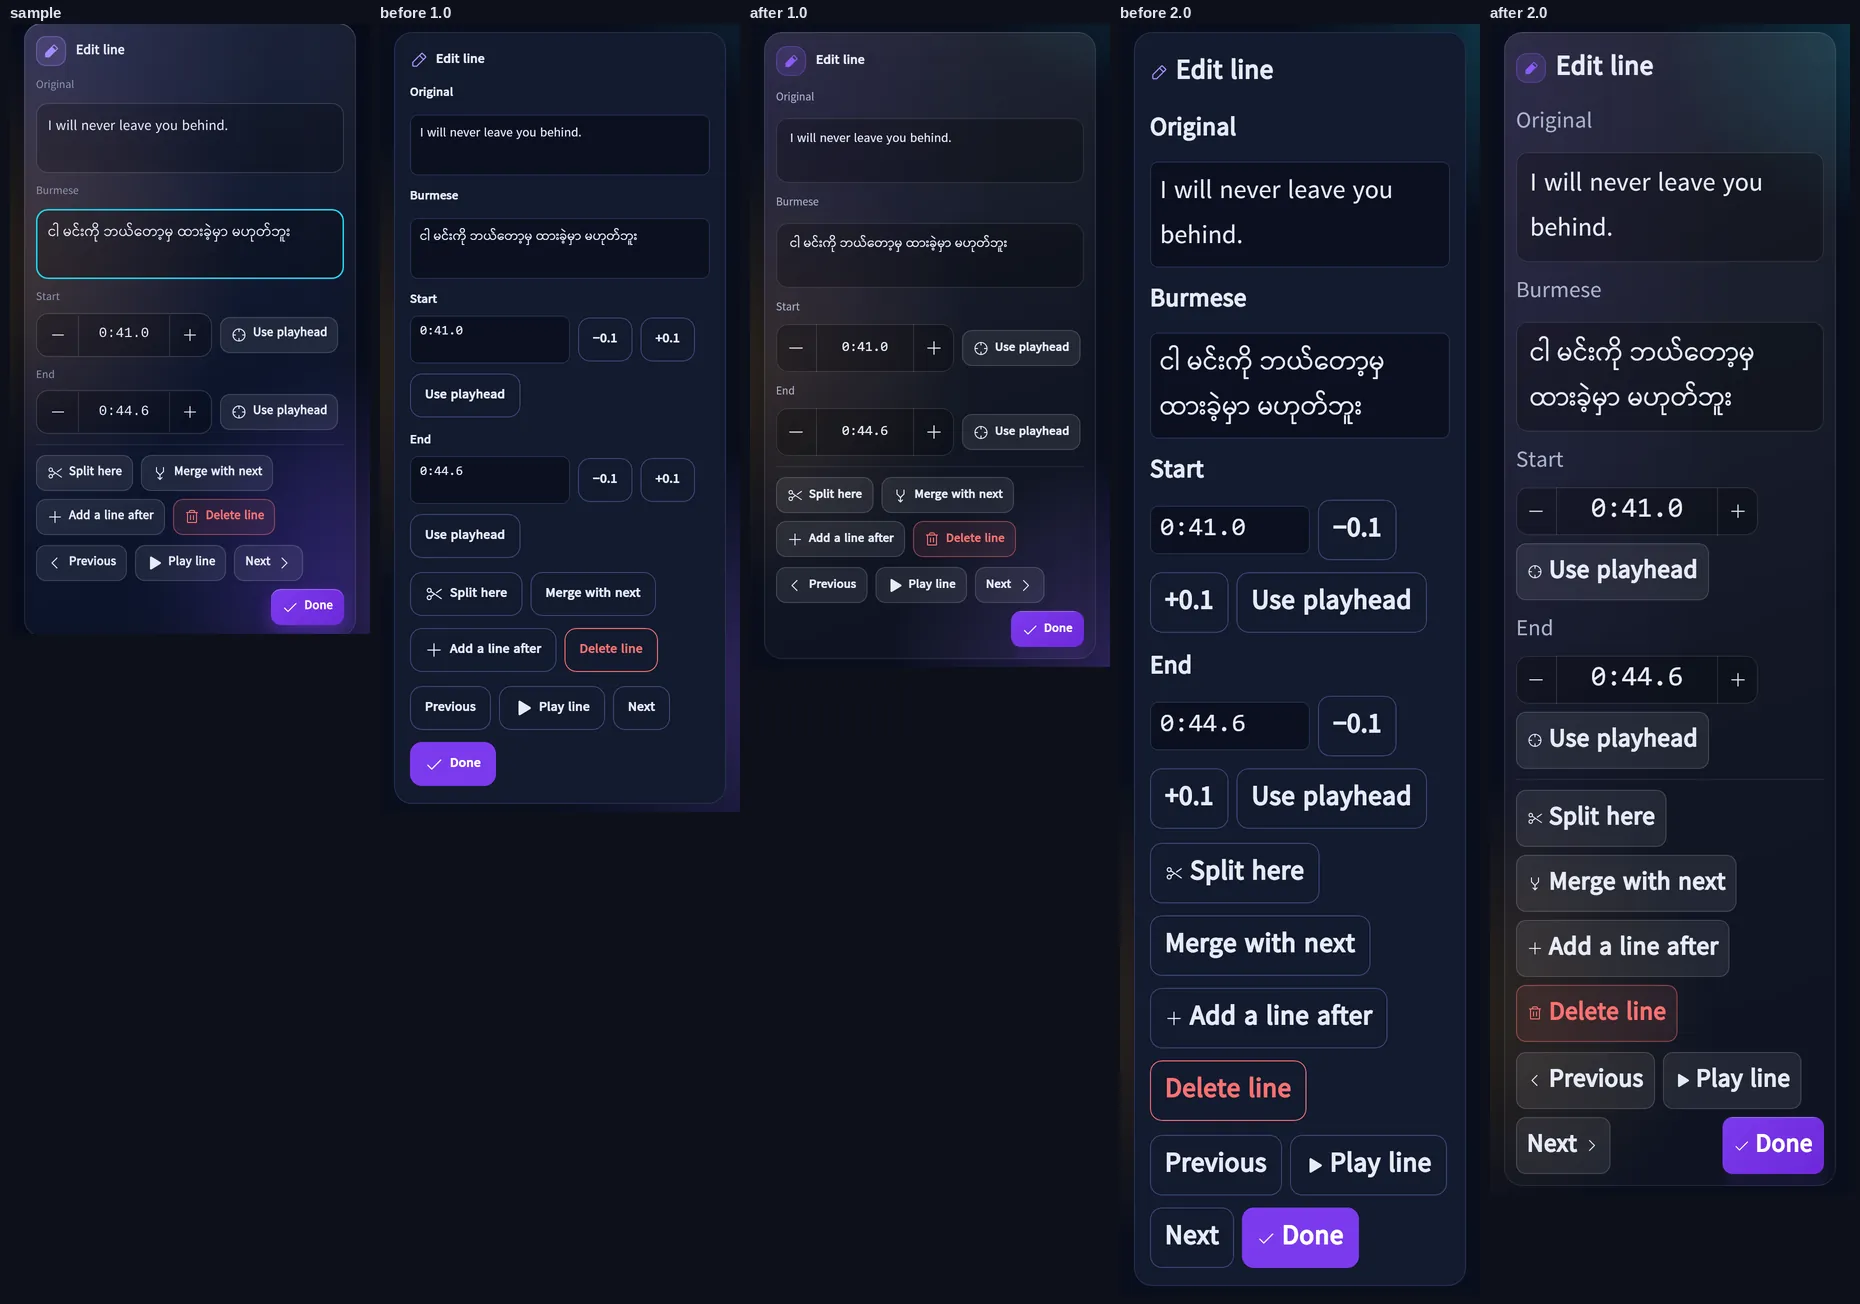 sample
Edit line
Original
I will never leave you behind.
Burmese
ငါ မင်းကို ဘယ်တော့မှ ထားခဲ့မှာ မဟုတ်ဘူး
Start
− 0:41.0 + Use playhead
End
− 0:44.6 + Use playhead
Split here Merge with next
+ Add a line after Delete line
Previous Play line Next
Done
before 1.0
Edit line
Original
I will never leave you behind.
Burmese
ငါ မင်းကို ဘယ်တော့မှ ထားခဲ့မှာ မဟုတ်ဘူး
Start
0:41.0 −0.1 +0.1
Use playhead
End
0:44.6 −0.1 +0.1
Use playhead
Split here Merge with next
+ Add a line after Delete line
Previous Play line Next
Done
after 1.0
Edit line
Original
I will never leave you behind.
Burmese
ငါ မင်းကို ဘယ်တော့မှ ထားခဲ့မှာ မဟုတ်ဘူး
Start
− 0:41.0 + Use playhead
End
− 0:44.6 + Use playhead
Split here Merge with next
+ Add a line after Delete line
Previous Play line Next
Done
before 2.0
Edit line
Original
I will never leave you
behind.
Burmese
ငါ မင်းကို ဘယ်တော့မှ
ထားခဲ့မှာ မဟုတ်ဘူး
Start
0:41.0 −0.1
+0.1 Use playhead
End
0:44.6 −0.1
+0.1 Use playhead
Split here
Merge with next
+ Add a line after
Delete line
Previous Play line
Next Done
after 2.0
Edit line
Original
I will never leave you
behind.
Burmese
ငါ မင်းကို ဘယ်တော့မှ
ထားခဲ့မှာ မဟုတ်ဘူး
Start
− 0:41.0 +
Use playhead
End
− 0:44.6 +
Use playhead
Split here
Merge with next
+ Add a line after
Delete line
Previous Play line
Next Done